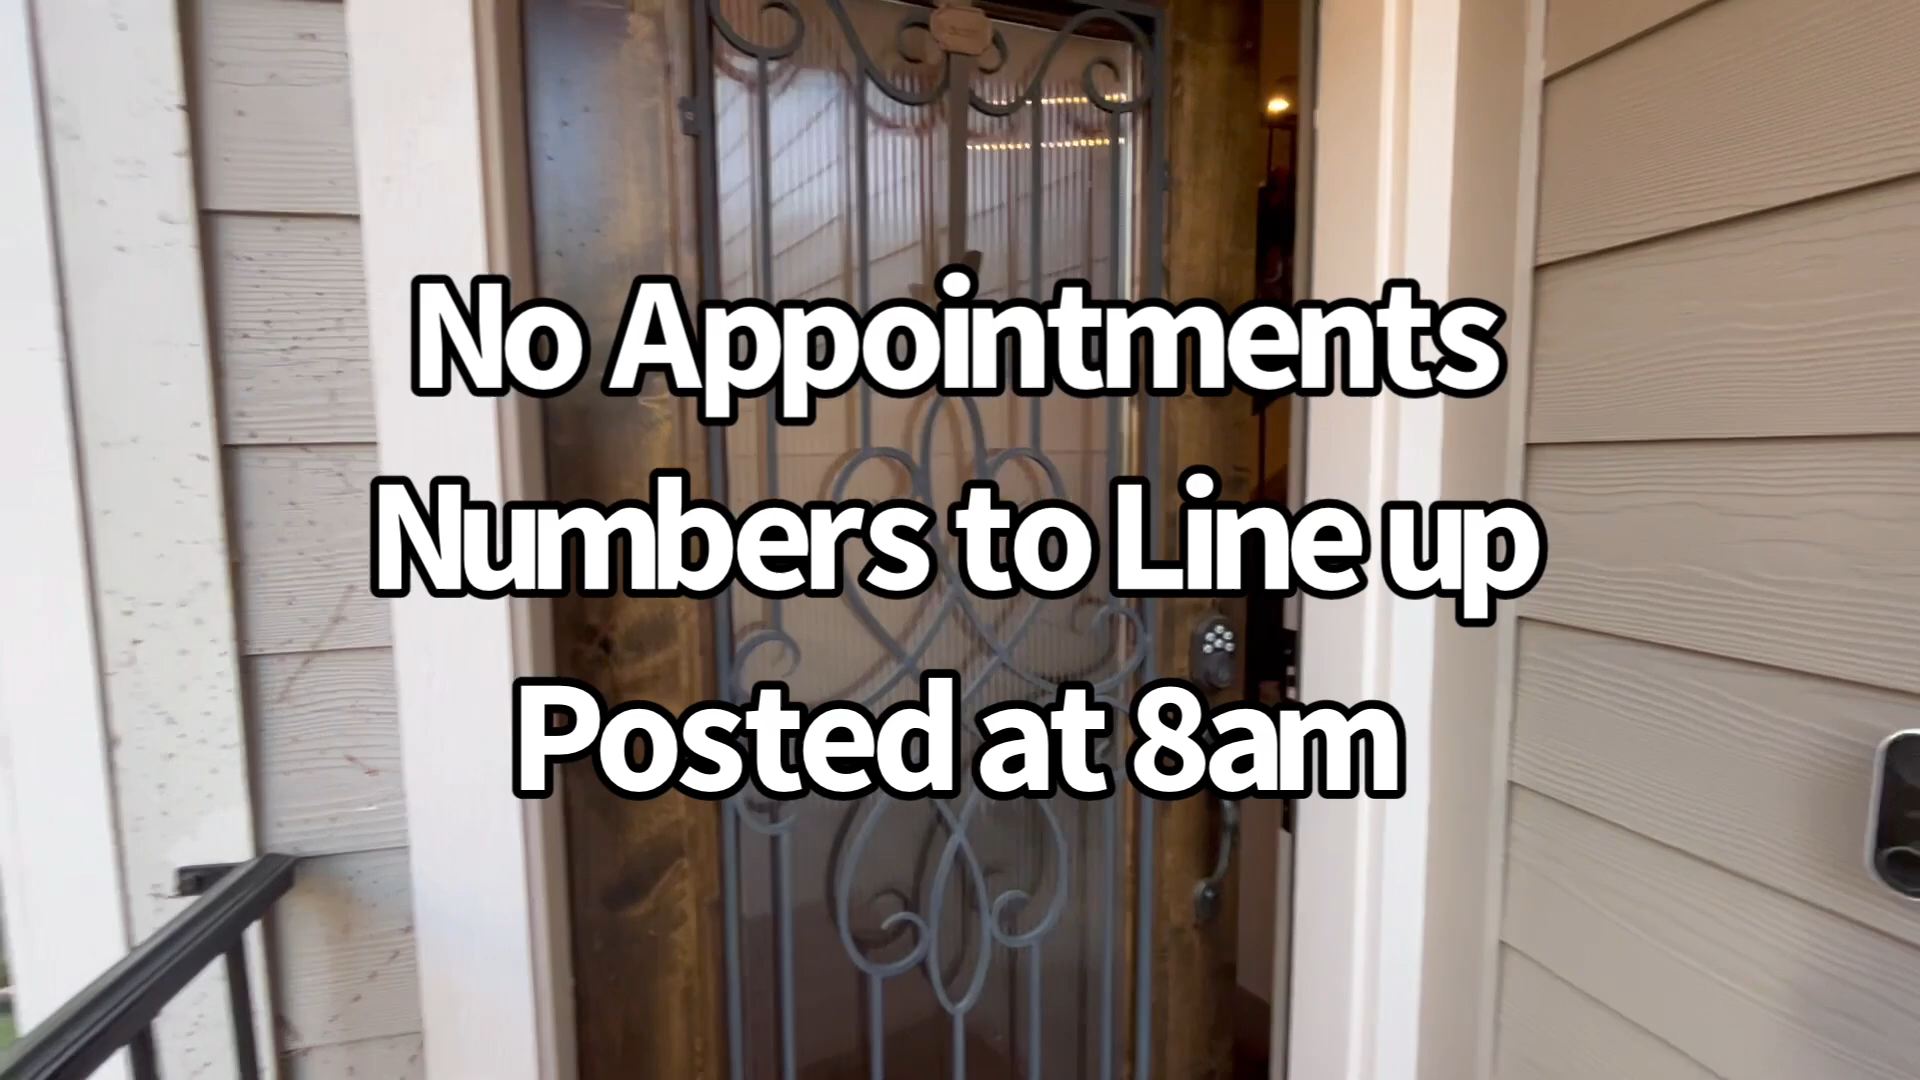 No Appointments
Numbers to Line up
Posted at 8am